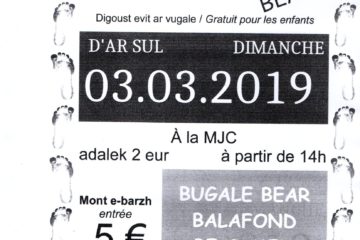 Digoust evit ar vugale / Gratuit pour les enfants
D'AR SUL DIMANCHE
03.03.2019
À la MJC
adalek 2 eur à partir de 14h
Mont e-barzh
entrée
5 €
BUGALE BEAR
BALAFOND